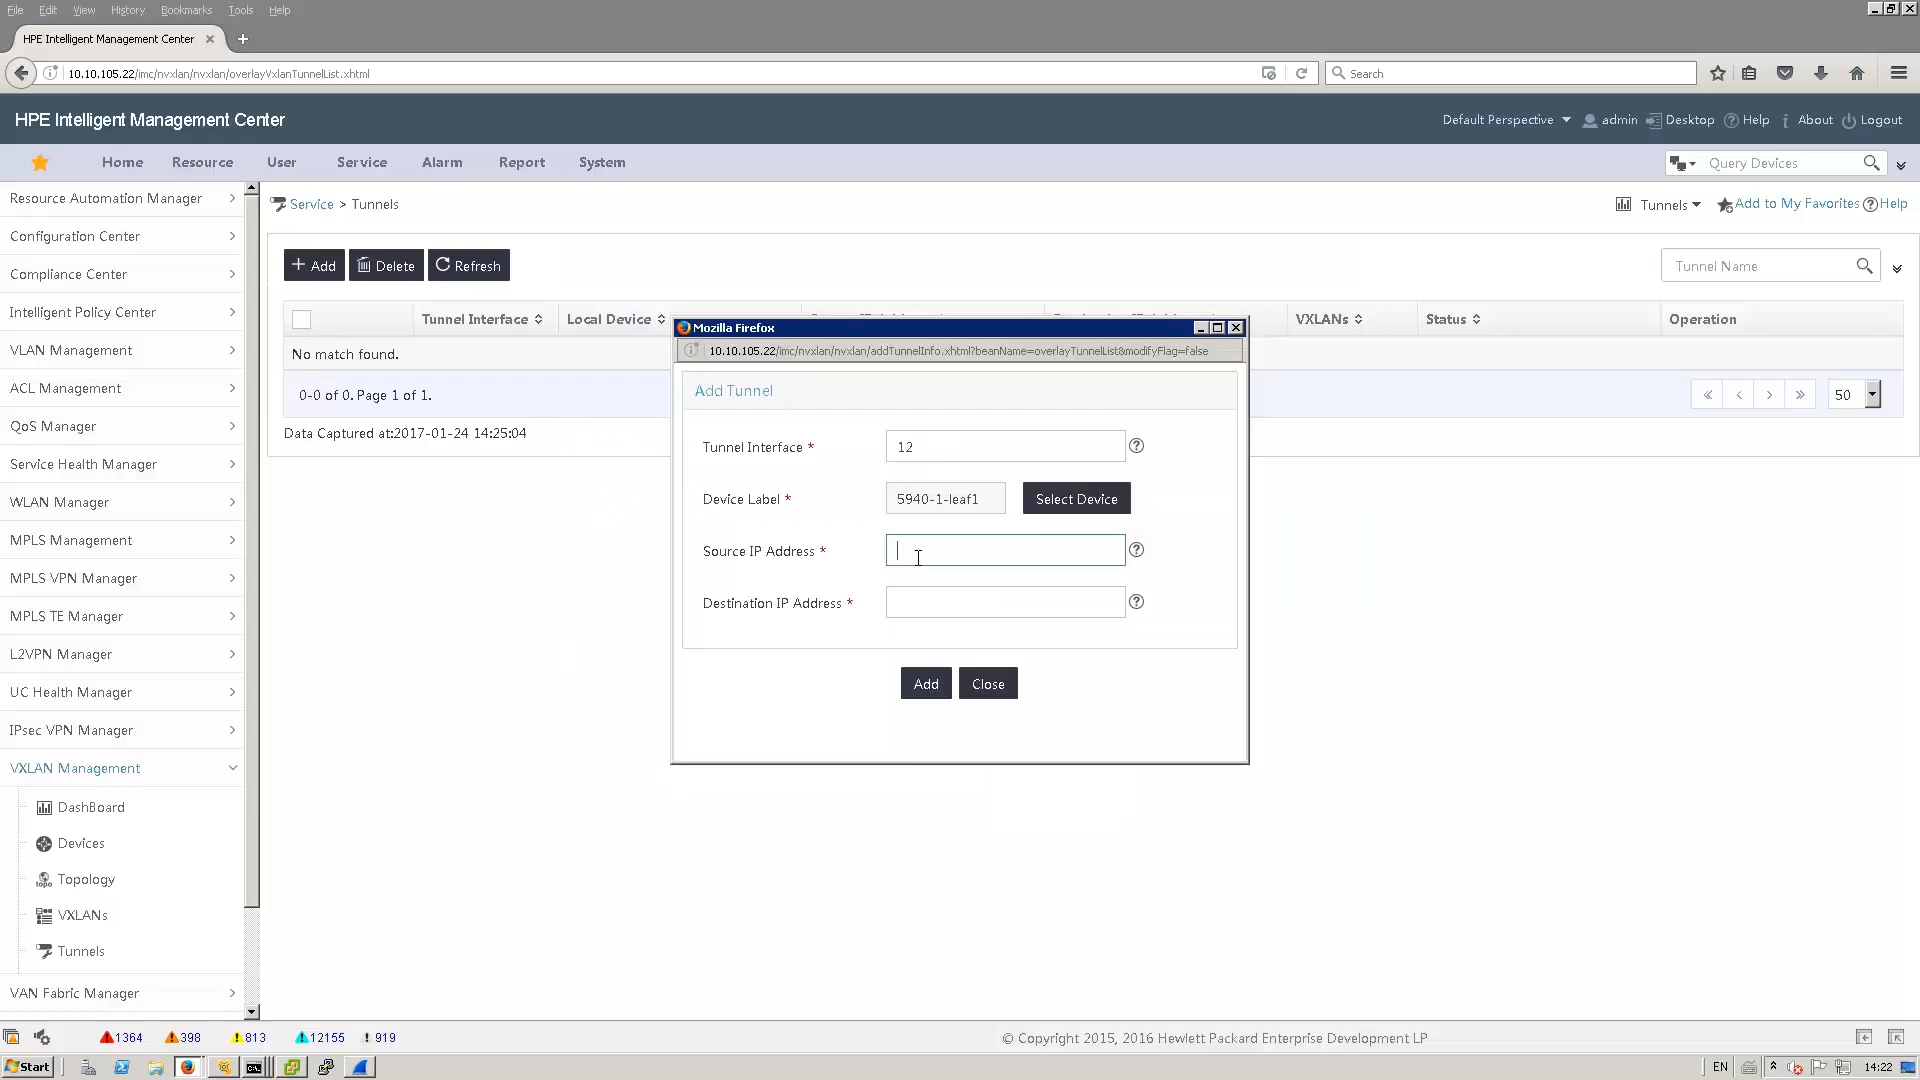 File Edit View History Bookmarks Tools Help
HPE Intelligent Management Center
10.10.105.22/imc/nvxlan/nvxlan/overlayVxlanTunnelList.xhtml
Search
HPE Intelligent Management Center
Default Perspective admin Desktop Help About Logout
Home Resource User Service Alarm Report System
Query Devices
Resource Automation Manager
Configuration Center
Compliance Center
Intelligent Policy Center
VLAN Management
ACL Management
QoS Manager
Service Health Manager
WLAN Manager
MPLS Management
MPLS VPN Manager
MPLS TE Manager
L2VPN Manager
UC Health Manager
IPsec VPN Manager
VXLAN Management
DashBoard
Devices
Topology
VXLANs
Tunnels
VAN Fabric Manager
Service > Tunnels
Tunnels Add to My Favorites Help
Add Delete Refresh
Tunnel Name
Tunnel Interface Local Device VXLANs Status Operation
No match found.
0-0 of 0. Page 1 of 1.
50
Data Captured at:2017-01-24 14:25:04
Mozilla Firefox
10.10.105.22/imc/nvxlan/nvxlan/addTunnelInfo.xhtml?beanName=overlayTunnelList&modifyFlag=false
Add Tunnel
Tunnel Interface * 12
Device Label * 5940-1-leaf1 Select Device
Source IP Address *
Destination IP Address *
Add Close
1364 398 813 12155 919
© Copyright 2015, 2016 Hewlett Packard Enterprise Development LP
Start
EN 14:22